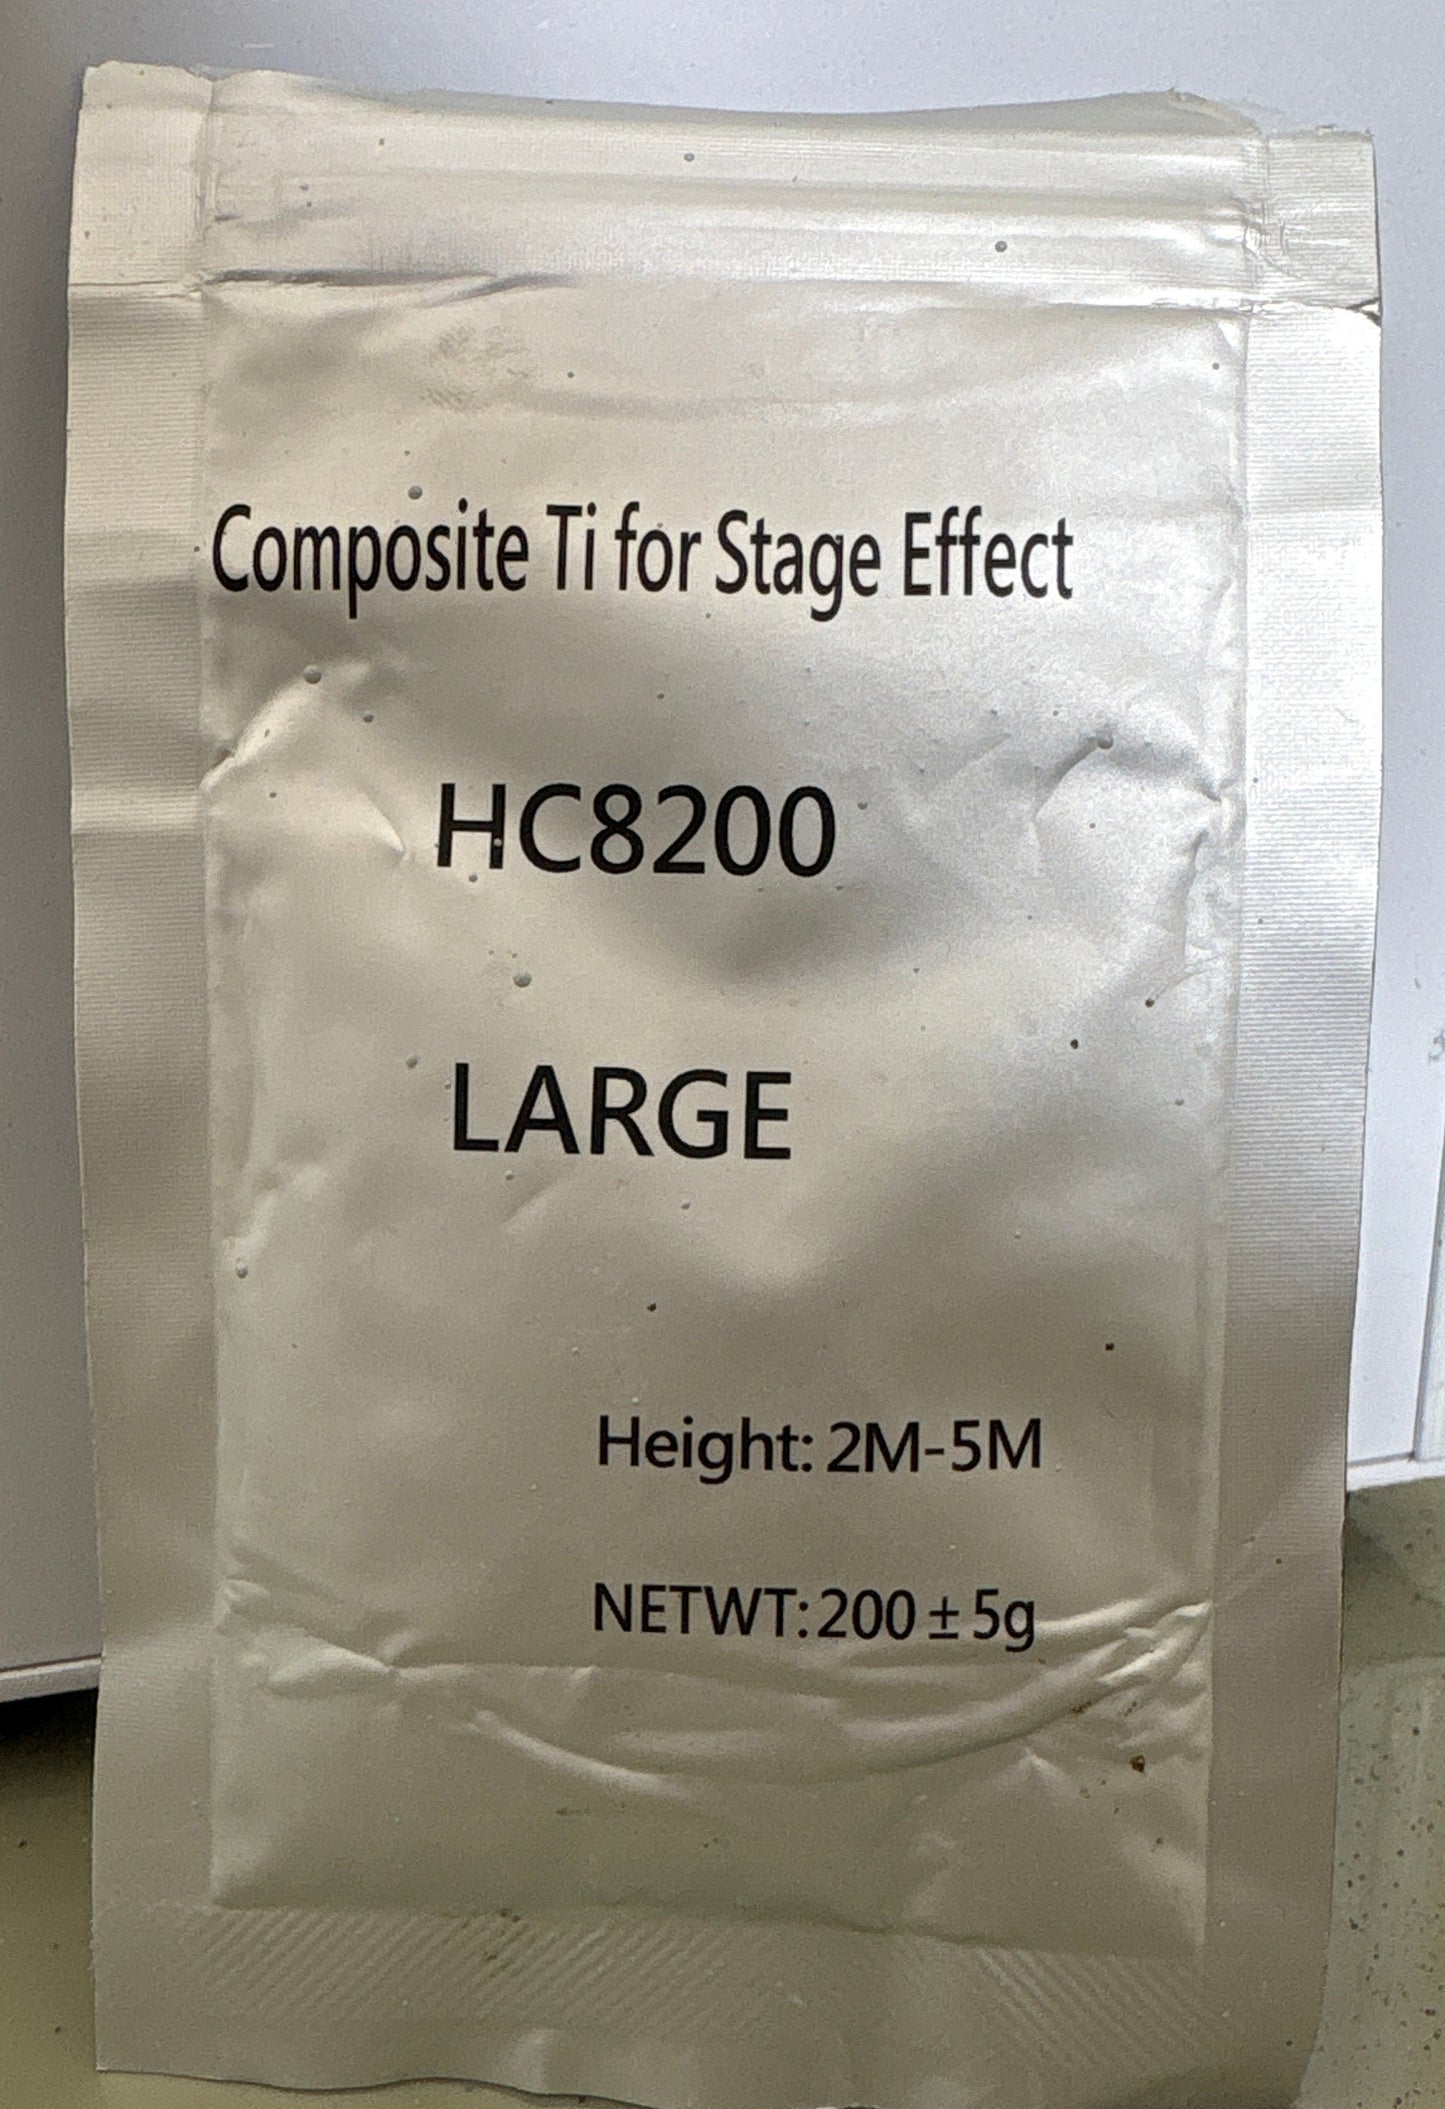 Composite Ti for Stage Effect
HC8200
LARGE
Height: 2M-5M
NETWT: 200 ± 5g